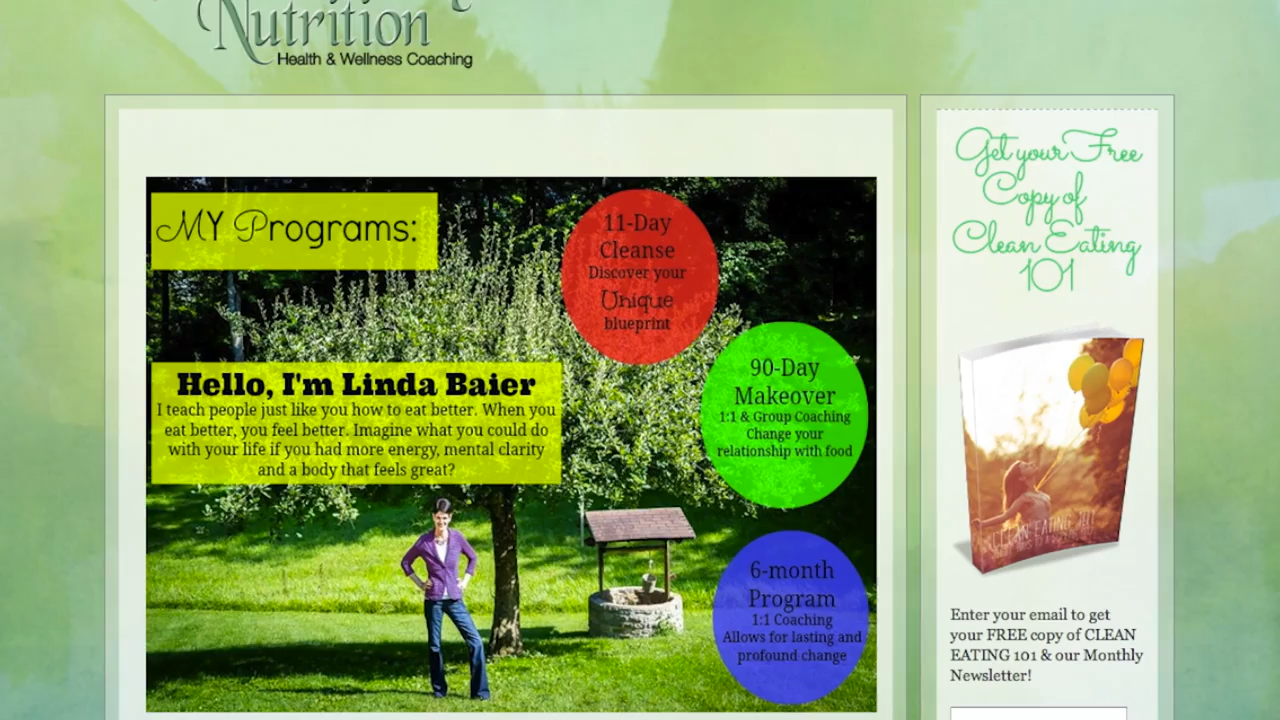 Nutrition
Health & Wellness Coaching
MY Programs:
11-Day
Cleanse
Discover your
Unique
blueprint
Hello, I'm Linda Baier
I teach people just like you how to eat better. When you
eat better, you feel better. Imagine what you could do
with your life if you had more energy, mental clarity
and a body that feels great?
90-Day
Makeover
1:1 & Group Coaching
Change your
relationship with food
6-month
Program
1:1 Coaching
Allows for lasting and
profound change
Get your Free
Copy of
Clean Eating
101
CLEAN EATING 101
Enter your email to get
your FREE copy of CLEAN
EATING 101 & our Monthly
Newsletter!